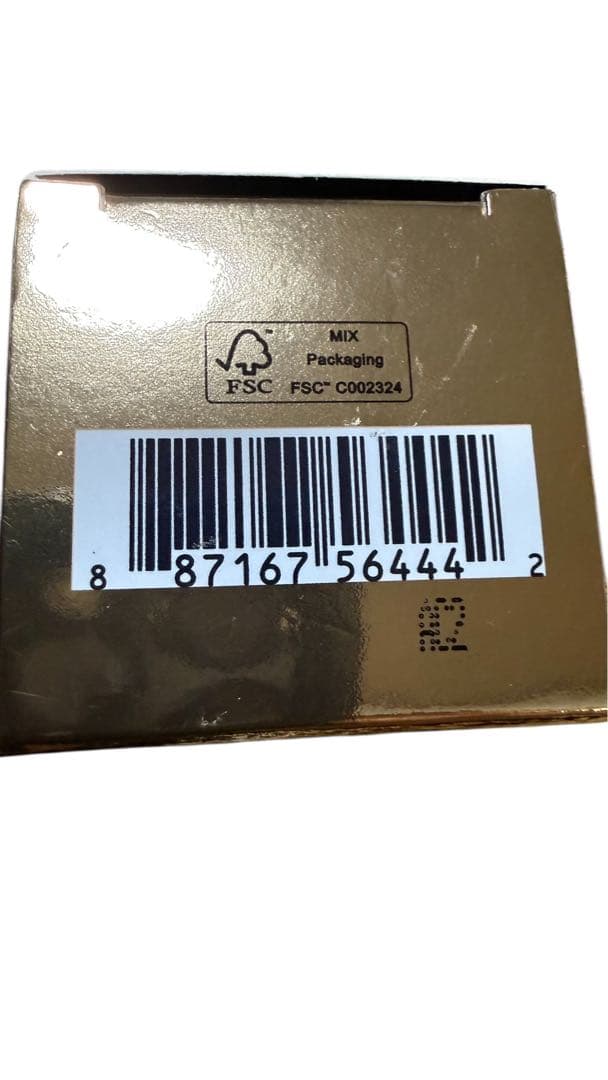 MIX
Packaging
FSC FSC™ C002324
8 87167 56444 2